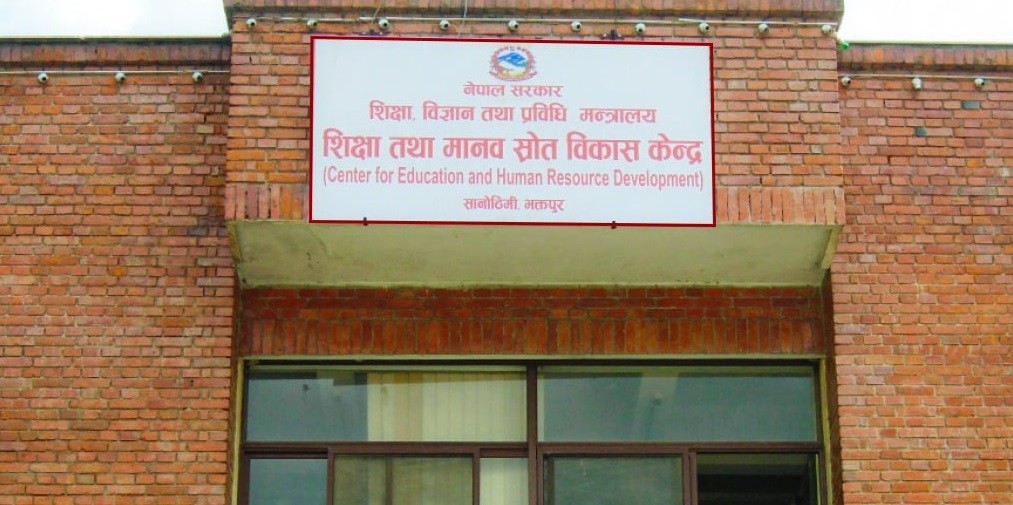 नेपाल सरकार
शिक्षा, विज्ञान तथा प्रविधि मन्त्रालय
शिक्षा तथा मानव स्रोत विकास केन्द्र
(Center for Education and Human Resource Development)
सानोठिमी, भक्तपुर